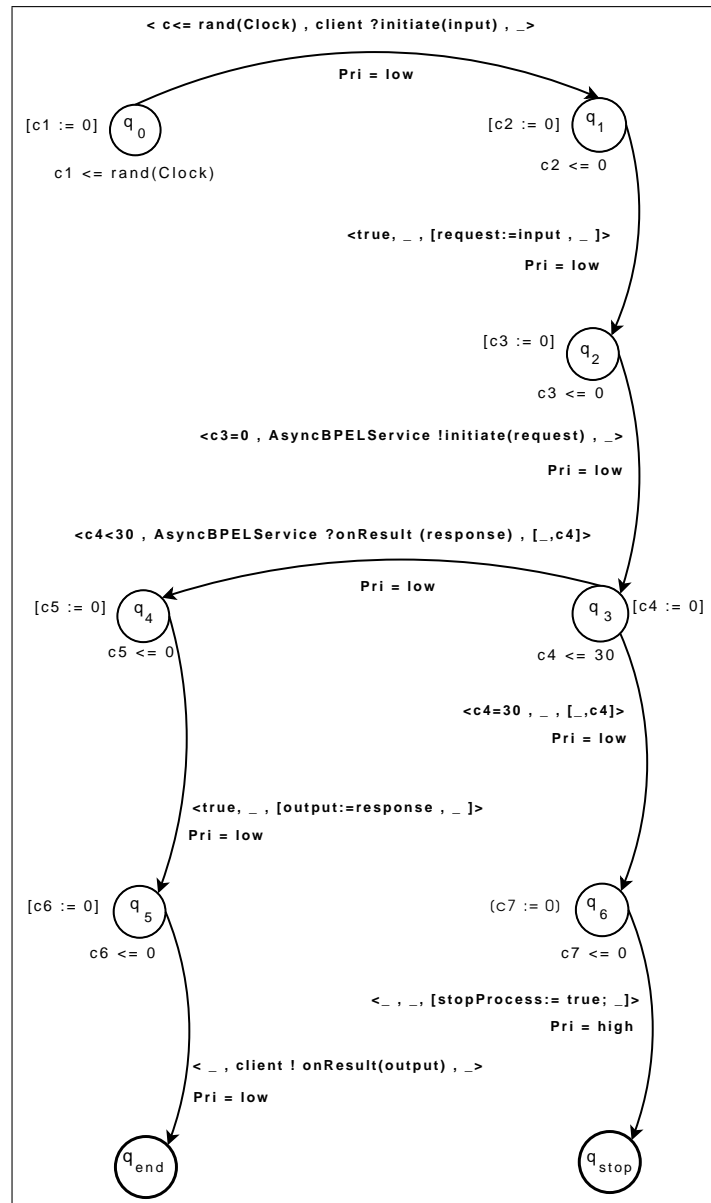 < c<= rand(Clock) , client ?initiate(input) , _>
Pri = low
[c1 := 0] q0
c1 <= rand(Clock)
[c2 := 0] q1
c2 <= 0
<true, _ , [request:=input , _ ]>
Pri = low
[c3 := 0] q2
c3 <= 0
<c3=0 , AsyncBPELService !initiate(request) , _>
Pri = low
<c4<30 , AsyncBPELService ?onResult (response) , [_,c4]>
Pri = low
[c5 := 0] q4
c5 <= 0
q3 [c4 := 0]
c4 <= 30
<c4=30 , _ , [_,c4]>
Pri = low
<true, _ , [output:=response , _ ]>
Pri = low
[c6 := 0] q5
c6 <= 0
[c7 := 0] q6
c7 <= 0
<_ , _, [stopProcess:= true; _]>
Pri = high
< _ , client ! onResult(output) , _>
Pri = low
qend
qstop